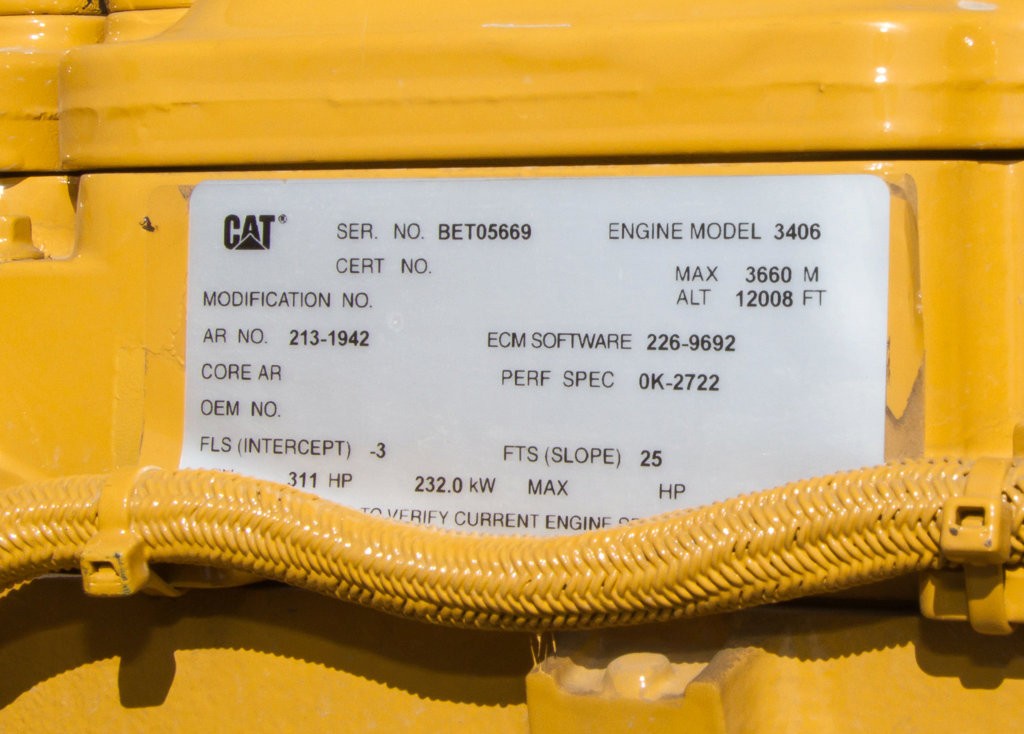 CAT® SER. NO. BET05669 ENGINE MODEL 3406
CERT NO. MAX 3660 M
MODIFICATION NO. ALT 12008 FT
AR NO. 213-1942 ECM SOFTWARE 226-9692
CORE AR PERF SPEC 0K-2722
OEM NO.
FLS (INTERCEPT) -3 FTS (SLOPE) 25
311 HP 232.0 kW MAX HP
TO VERIFY CURRENT ENGINE